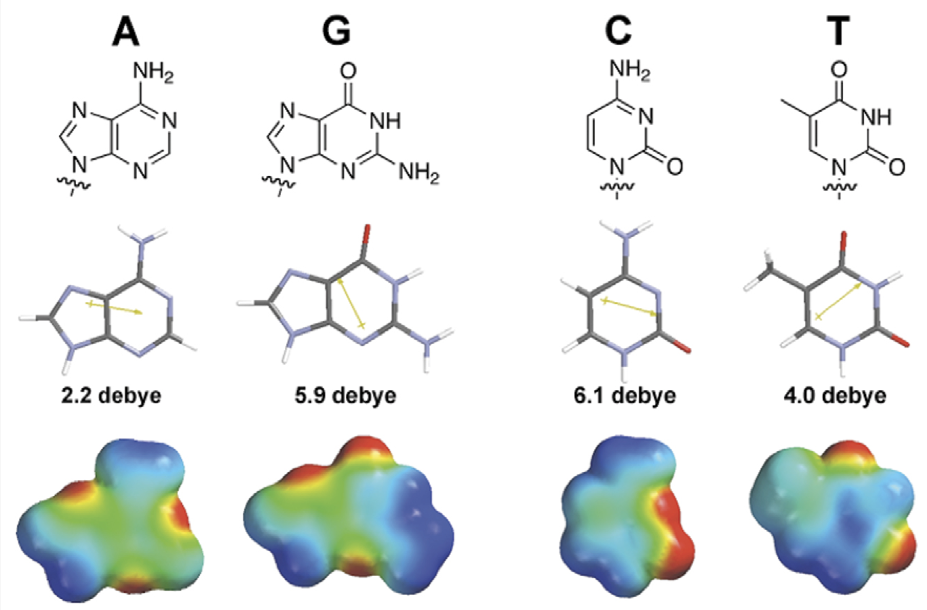 A G C T
NH₂ O NH₂ O
N N N NH N NH
N N N N NH₂ N O N O
2.2 debye 5.9 debye 6.1 debye 4.0 debye